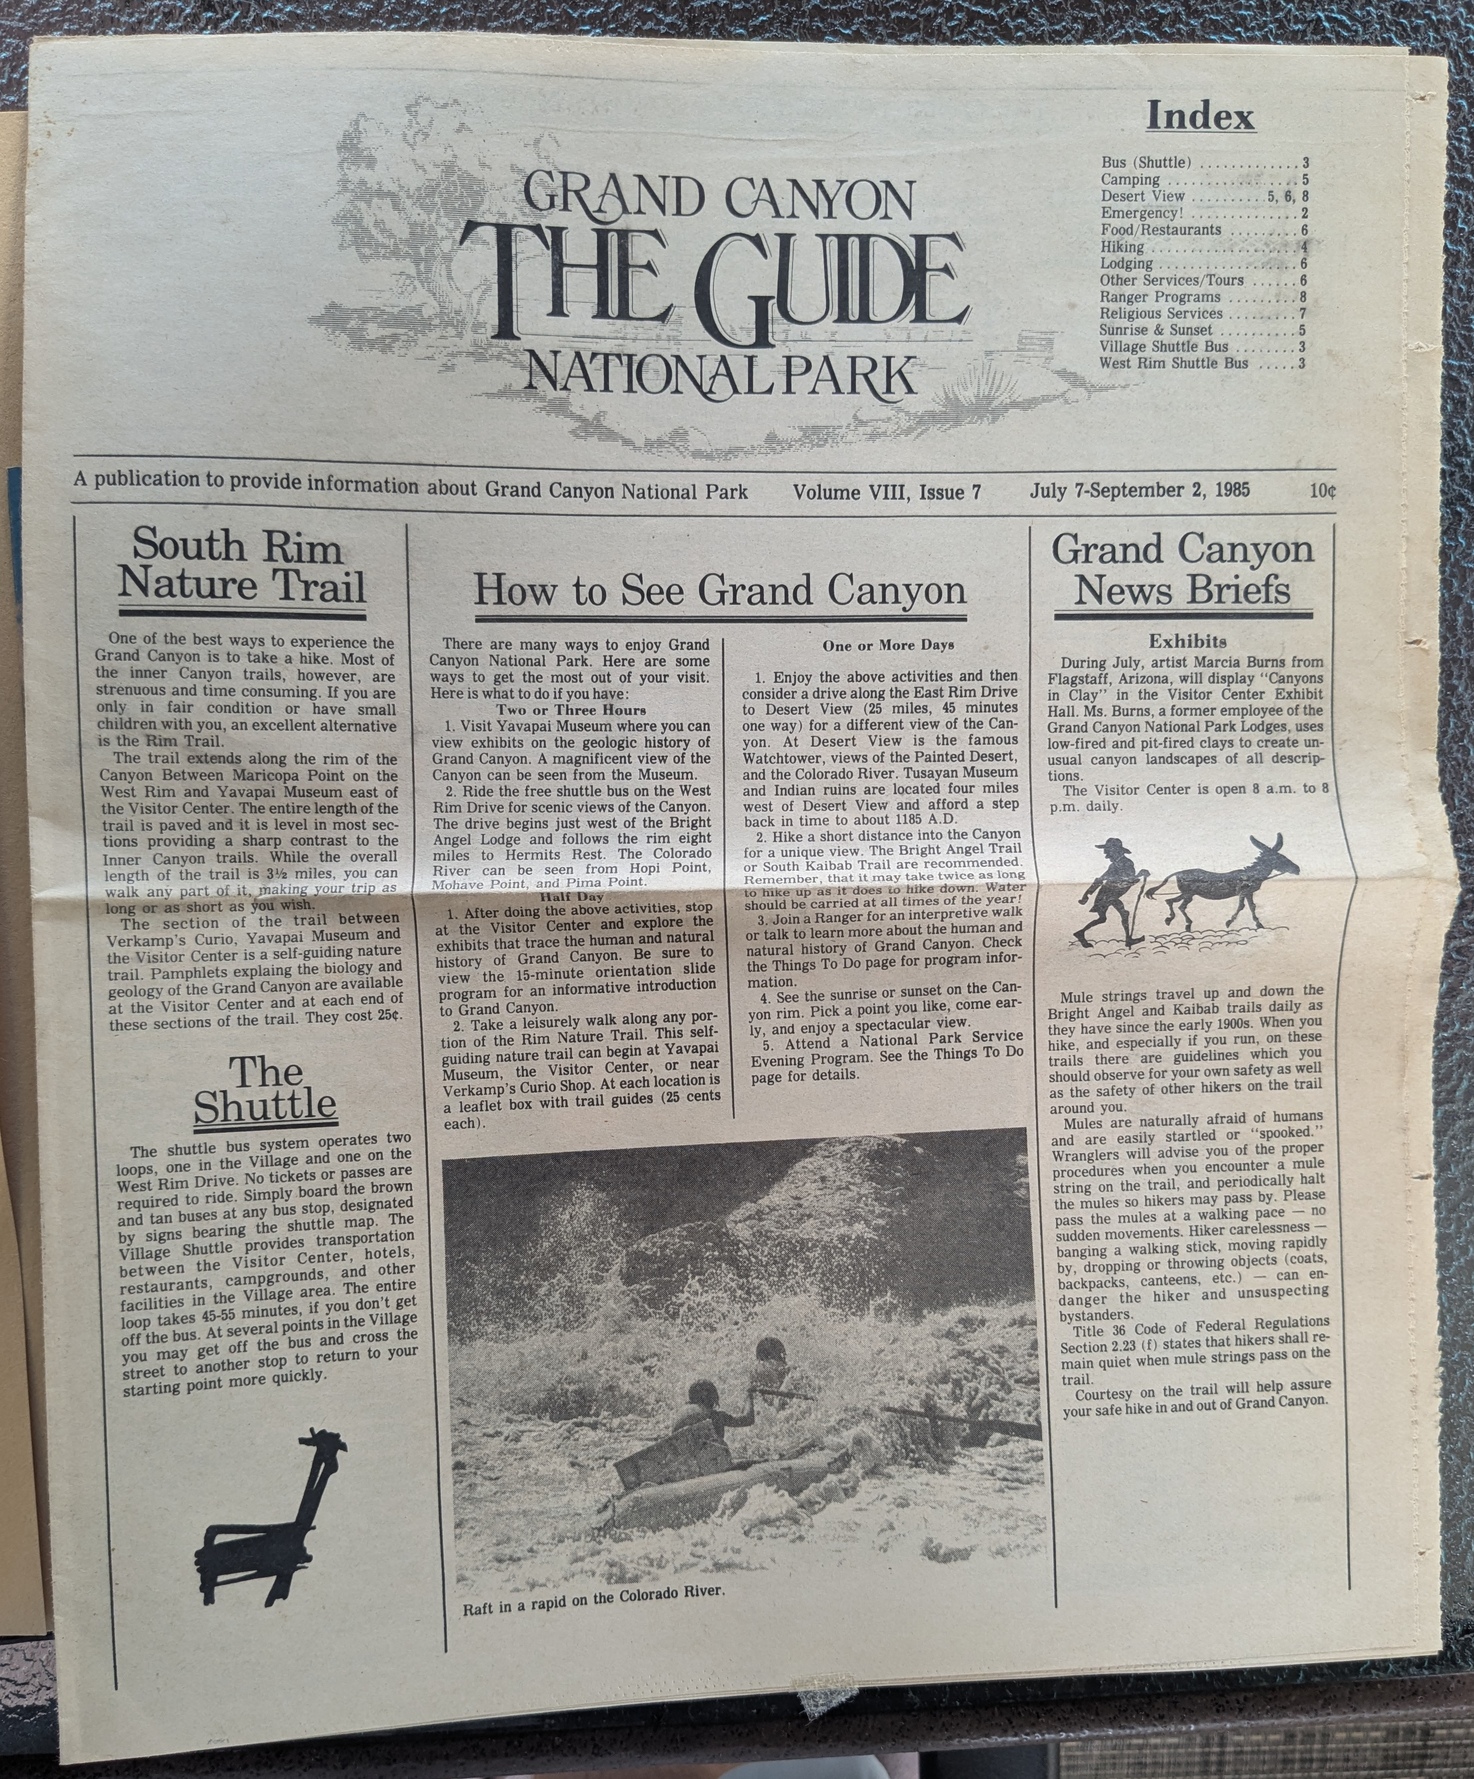 GRAND CANYON
THE GUIDE
NATIONAL PARK
Index
Bus (Shuttle) ............. 3
Camping ................. 5
Desert View .......... 5, 6, 8
Emergency! .............. 2
Food/Restaurants ......... 6
Hiking .................... 4
Lodging .................. 6
Other Services/Tours ...... 6
Ranger Programs ......... 8
Religious Services ......... 7
Sunrise & Sunset .......... 5
Village Shuttle Bus ........ 3
West Rim Shuttle Bus ..... 3
A publication to provide information about Grand Canyon National Park Volume VIII, Issue 7 July 7-September 2, 1985 10¢
South Rim
Nature Trail
One of the best ways to experience the
Grand Canyon is to take a hike. Most of
the inner Canyon trails, however, are
strenuous and time consuming. If you are
only in fair condition or have small
children with you, an excellent alternative
is the Rim Trail.
The trail extends along the rim of the
Canyon Between Maricopa Point on the
West Rim and Yavapai Museum east of
the Visitor Center. The entire length of the
trail is paved and it is level in most sec-
tions providing a sharp contrast to the
Inner Canyon trails. While the overall
length of the trail is 3½ miles, you can
walk any part of it, making your trip as
long or as short as you wish.
The section of the trail between
Verkamp's Curio, Yavapai Museum and
the Visitor Center is a self-guiding nature
trail. Pamphlets explaing the biology and
geology of the Grand Canyon are available
at the Visitor Center and at each end of
these sections of the trail. They cost 25¢.
The
Shuttle
The shuttle bus system operates two
loops, one in the Village and one on the
West Rim Drive. No tickets or passes are
required to ride. Simply board the brown
and tan buses at any bus stop, designated
by signs bearing the shuttle map. The
Village Shuttle provides transportation
between the Visitor Center, hotels,
restaurants, campgrounds, and other
facilities in the Village area. The entire
loop takes 45-55 minutes, if you don't get
off the bus. At several points in the Village
you may get off the bus and cross the
street to another stop to return to your
starting point more quickly.
How to See Grand Canyon
There are many ways to enjoy Grand
Canyon National Park. Here are some
ways to get the most out of your visit.
Here is what to do if you have:
Two or Three Hours
1. Visit Yavapai Museum where you can
view exhibits on the geologic history of
Grand Canyon. A magnificent view of the
Canyon can be seen from the Museum.
2. Ride the free shuttle bus on the West
Rim Drive for scenic views of the Canyon.
The drive begins just west of the Bright
Angel Lodge and follows the rim eight
miles to Hermits Rest. The Colorado
River can be seen from Hopi Point,
Mohave Point, and Pima Point.
Half Day
1. After doing the above activities, stop
at the Visitor Center and explore the
exhibits that trace the human and natural
history of Grand Canyon. Be sure to
view the 15-minute orientation slide
program for an informative introduction
to Grand Canyon.
2. Take a leisurely walk along any por-
tion of the Rim Nature Trail. This self-
guiding nature trail can begin at Yavapai
Museum, the Visitor Center, or near
Verkamp's Curio Shop. At each location is
a leaflet box with trail guides (25 cents
each).
One or More Days
1. Enjoy the above activities and then
consider a drive along the East Rim Drive
to Desert View (25 miles, 45 minutes
one way) for a different view of the Can-
yon. At Desert View is the famous
Watchtower, views of the Painted Desert,
and the Colorado River. Tusayan Museum
and Indian ruins are located four miles
west of Desert View and afford a step
back in time to about 1185 A.D.
2. Hike a short distance into the Canyon
for a unique view. The Bright Angel Trail
or South Kaibab Trail are recommended.
Remember, that it may take twice as long
to hike up as it does to hike down. Water
should be carried at all times of the year!
3. Join a Ranger for an interpretive walk
or talk to learn more about the human and
natural history of Grand Canyon. Check
the Things To Do page for program infor-
mation.
4. See the sunrise or sunset on the Can-
yon rim. Pick a point you like, come ear-
ly, and enjoy a spectacular view.
5. Attend a National Park Service
Evening Program. See the Things To Do
page for details.
Raft in a rapid on the Colorado River.
Grand Canyon
News Briefs
Exhibits
During July, artist Marcia Burns from
Flagstaff, Arizona, will display "Canyons
in Clay" in the Visitor Center Exhibit
Hall. Ms. Burns, a former employee of the
Grand Canyon National Park Lodges, uses
low-fired and pit-fired clays to create un-
usual canyon landscapes of all descrip-
tions.
The Visitor Center is open 8 a.m. to 8
p.m. daily.
Mule strings travel up and down the
Bright Angel and Kaibab trails daily as
they have since the early 1900s. When you
hike, and especially if you run, on these
trails there are guidelines which you
should observe for your own safety as well
as the safety of other hikers on the trail
around you.
Mules are naturally afraid of humans
and are easily startled or "spooked."
Wranglers will advise you of the proper
procedures when you encounter a mule
string on the trail, and periodically halt
the mules so hikers may pass by. Please
pass the mules at a walking pace — no
sudden movements. Hiker carelessness —
banging a walking stick, moving rapidly
by, dropping or throwing objects (coats,
backpacks, canteens, etc.) — can en-
danger the hiker and unsuspecting
bystanders.
Title 36 Code of Federal Regulations
Section 2.23 (f) states that hikers shall re-
main quiet when mule strings pass on the
trail.
Courtesy on the trail will help assure
your safe hike in and out of Grand Canyon.